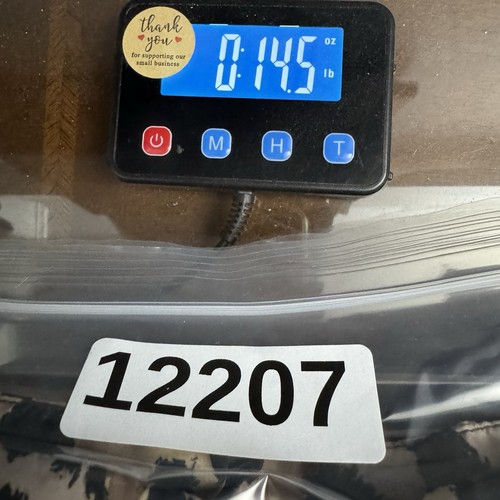 thank
you
for supporting our
small business
0:14.5 oz lb
M H T
12207